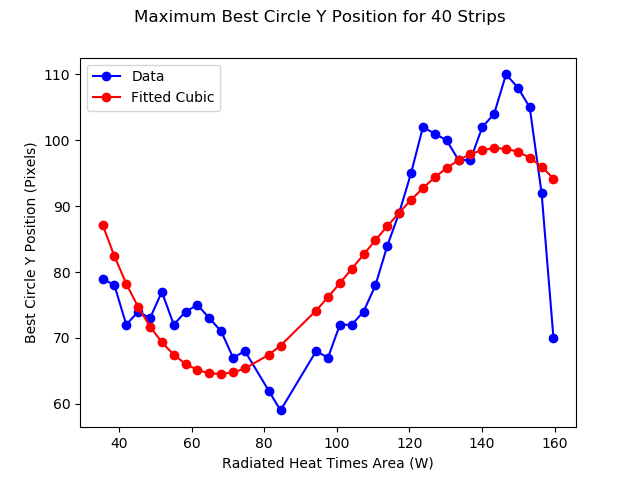 Maximum Best Circle Y Position for 40 Strips
Data
Fitted Cubic
Best Circle Y Position (Pixels)
110
100
90
80
70
60
40 60 80 100 120 140 160
Radiated Heat Times Area (W)